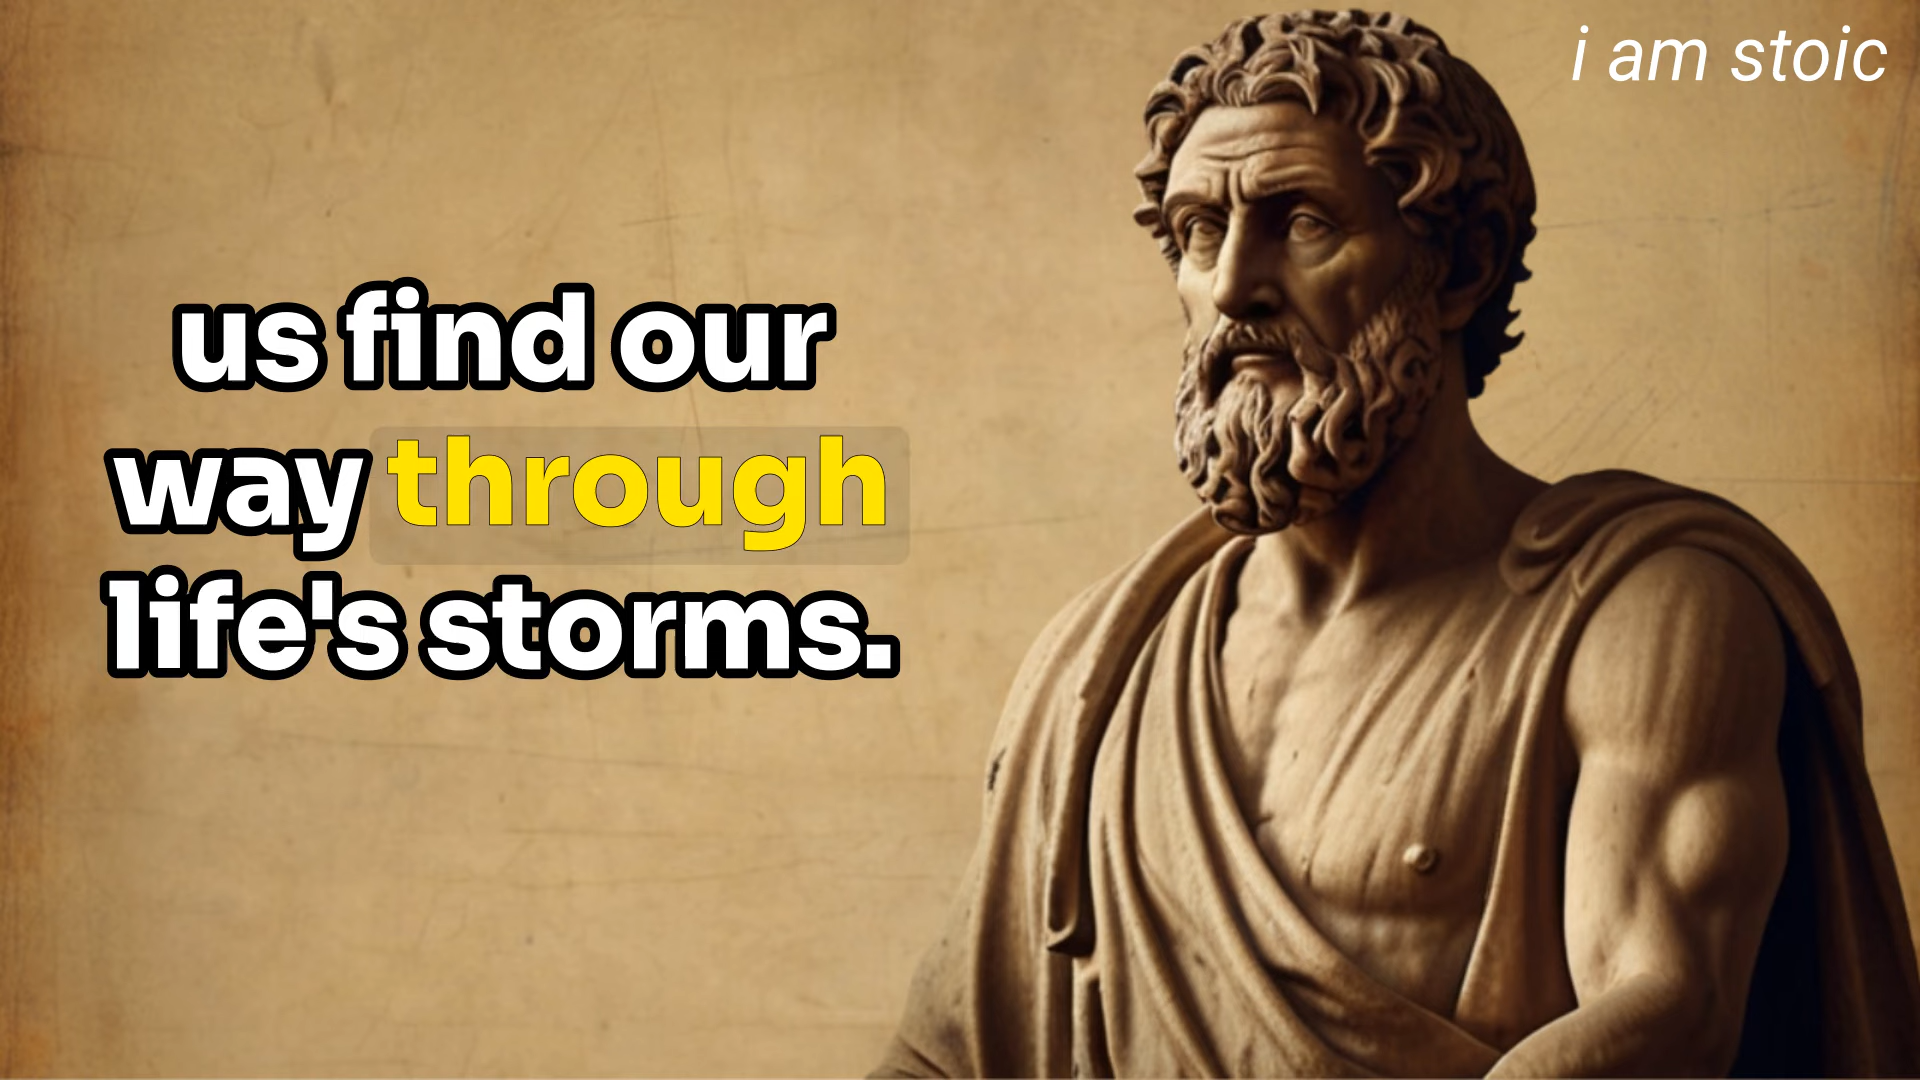 i am stoic
us find our
way through
life's storms.